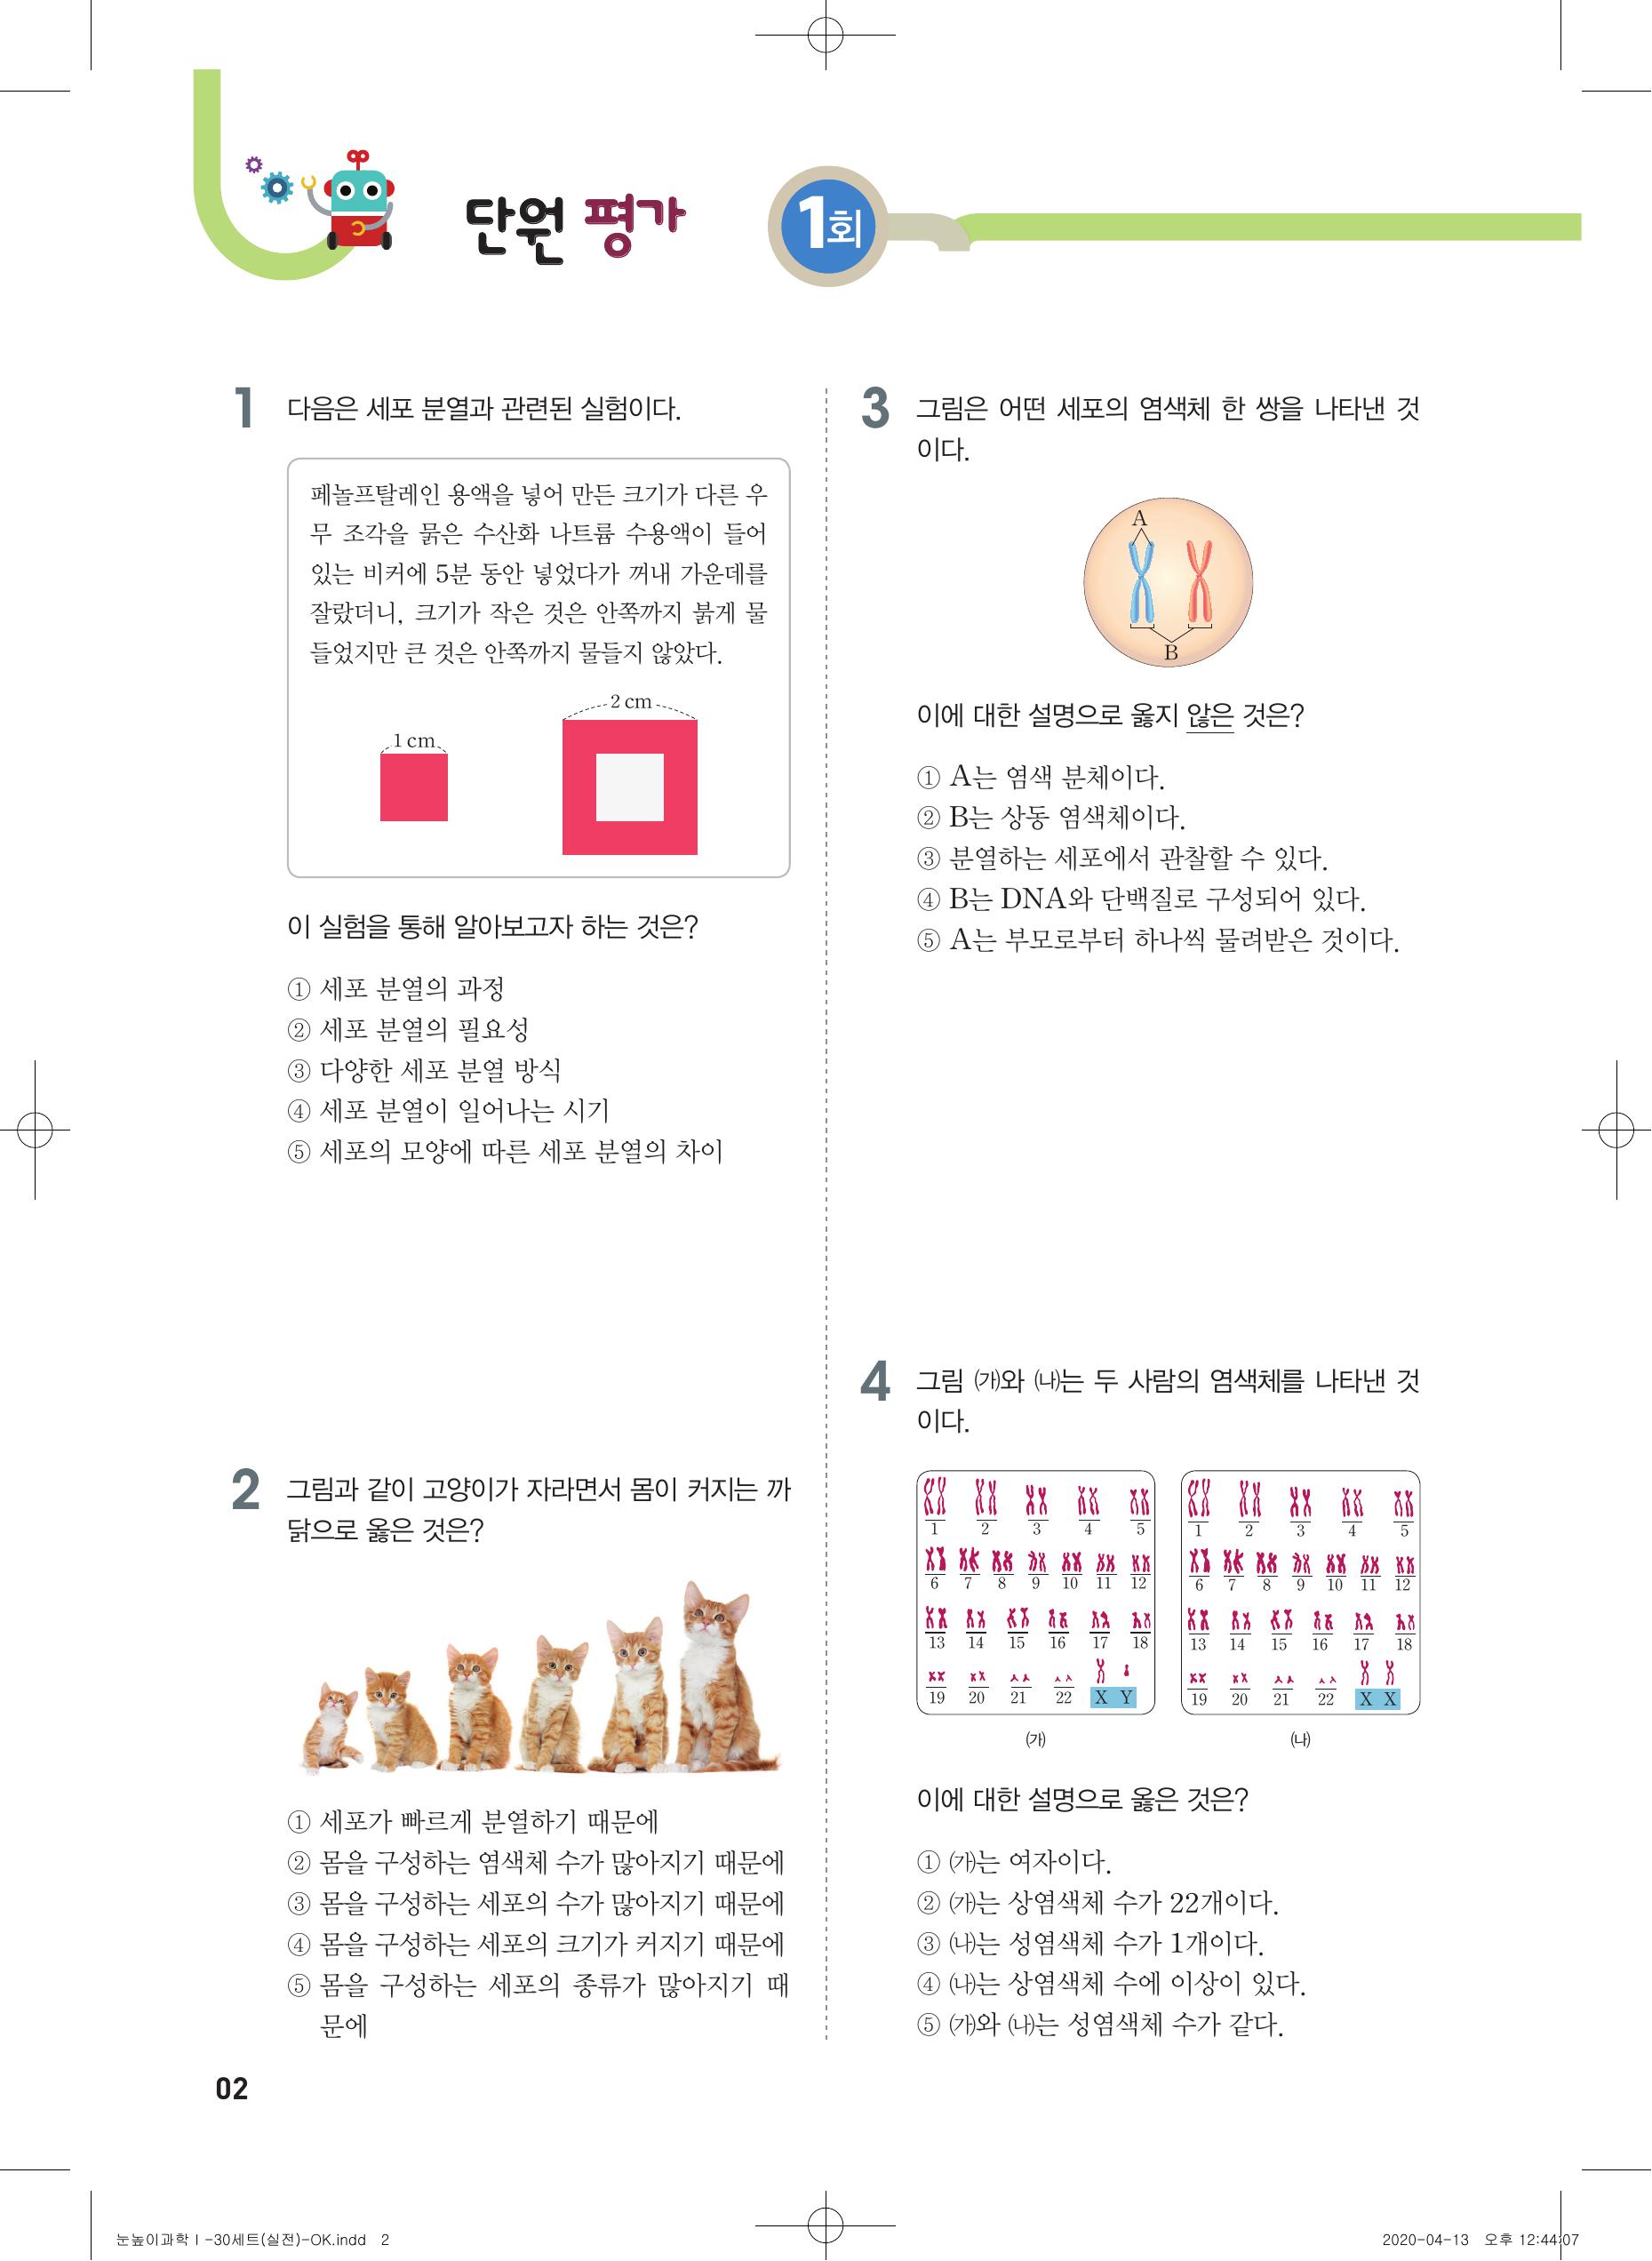 단원 평가 1회
1 다음은 세포 분열과 관련된 실험이다.
페놀프탈레인 용액을 넣어 만든 크기가 다른 우
무 조각을 묽은 수산화 나트륨 수용액이 들어
있는 비커에 5분 동안 넣었다가 꺼내 가운데를
잘랐더니, 크기가 작은 것은 안쪽까지 붉게 물
들었지만 큰 것은 안쪽까지 물들지 않았다.
1 cm
2 cm
이 실험을 통해 알아보고자 하는 것은?
① 세포 분열의 과정
② 세포 분열의 필요성
③ 다양한 세포 분열 방식
④ 세포 분열이 일어나는 시기
⑤ 세포의 모양에 따른 세포 분열의 차이
2 그림과 같이 고양이가 자라면서 몸이 커지는 까
닭으로 옳은 것은?
① 세포가 빠르게 분열하기 때문에
② 몸을 구성하는 염색체 수가 많아지기 때문에
③ 몸을 구성하는 세포의 수가 많아지기 때문에
④ 몸을 구성하는 세포의 크기가 커지기 때문에
⑤ 몸을 구성하는 세포의 종류가 많아지기 때
문에
3 그림은 어떤 세포의 염색체 한 쌍을 나타낸 것
이다.
A
B
이에 대한 설명으로 옳지 않은 것은?
① A는 염색 분체이다.
② B는 상동 염색체이다.
③ 분열하는 세포에서 관찰할 수 있다.
④ B는 DNA와 단백질로 구성되어 있다.
⑤ A는 부모로부터 하나씩 물려받은 것이다.
4 그림 ㈎와 ㈏는 두 사람의 염색체를 나타낸 것
이다.
1 2 3 4 5
6 7 8 9 10 11 12
13 14 15 16 17 18
19 20 21 22 X Y
㈎
1 2 3 4 5
6 7 8 9 10 11 12
13 14 15 16 17 18
19 20 21 22 X X
㈏
이에 대한 설명으로 옳은 것은?
① ㈎는 여자이다.
② ㈎는 상염색체 수가 22개이다.
③ ㈏는 성염색체 수가 1개이다.
④ ㈏는 상염색체 수에 이상이 있다.
⑤ ㈎와 ㈏는 성염색체 수가 같다.
02
눈높이과학Ⅰ-30세트(실전)-OK.indd 2
2020-04-13 오후 12:44:07